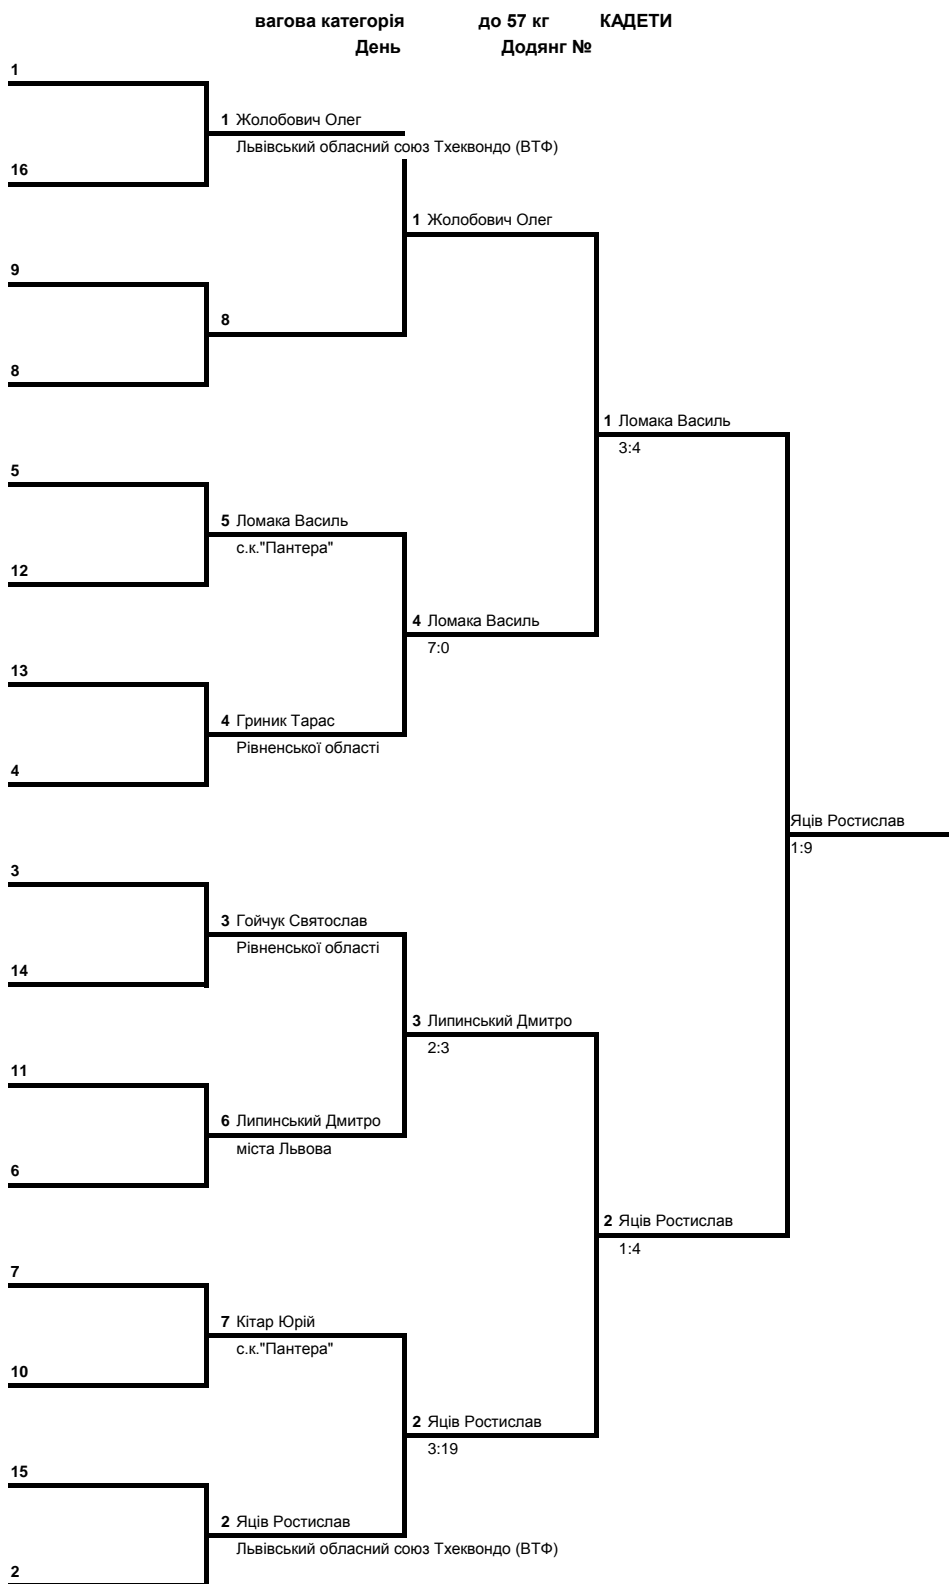 вагова категорія до 57 кг КАДЕТИ
День Додянг №
1
1 Жолобович Олег
Львівський обласний союз Тхеквондо (ВТФ)
16
1 Жолобович Олег
9
8
8
1 Ломака Василь
3:4
5
5 Ломака Василь
с.к."Пантера"
12
4 Ломака Василь
7:0
13
4 Гриник Тарас
Рівненської області
4
Яців Ростислав
1:9
3
3 Гойчук Святослав
Рівненської області
14
3 Липинський Дмитро
2:3
11
6 Липинський Дмитро
міста Львова
6
2 Яців Ростислав
1:4
7
7 Кітар Юрій
с.к."Пантера"
10
2 Яців Ростислав
3:19
15
2 Яців Ростислав
Львівський обласний союз Тхеквондо (ВТФ)
2